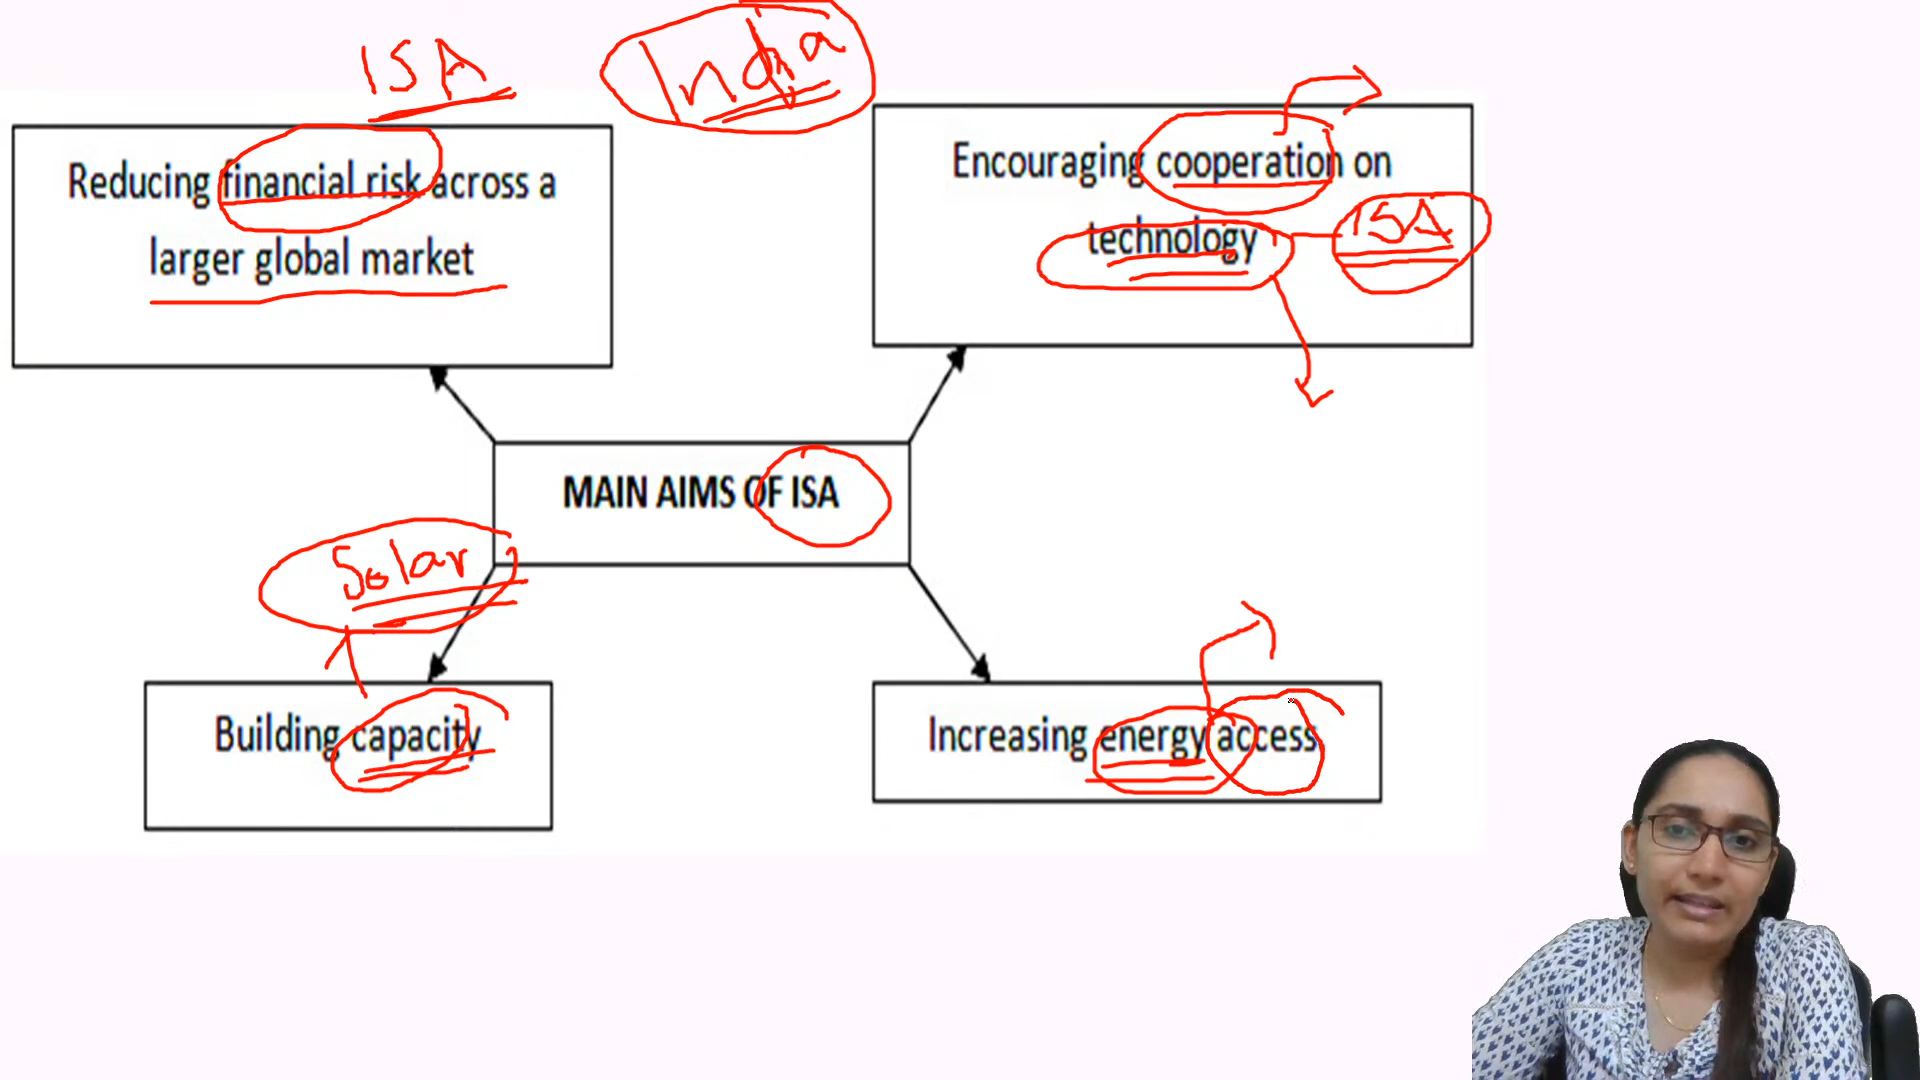 ISA
India
Reducing financial risk across a
larger global market
Encouraging cooperation on
technology
ISA
MAIN AIMS OF ISA
Solar
Building capacity
Increasing energy access